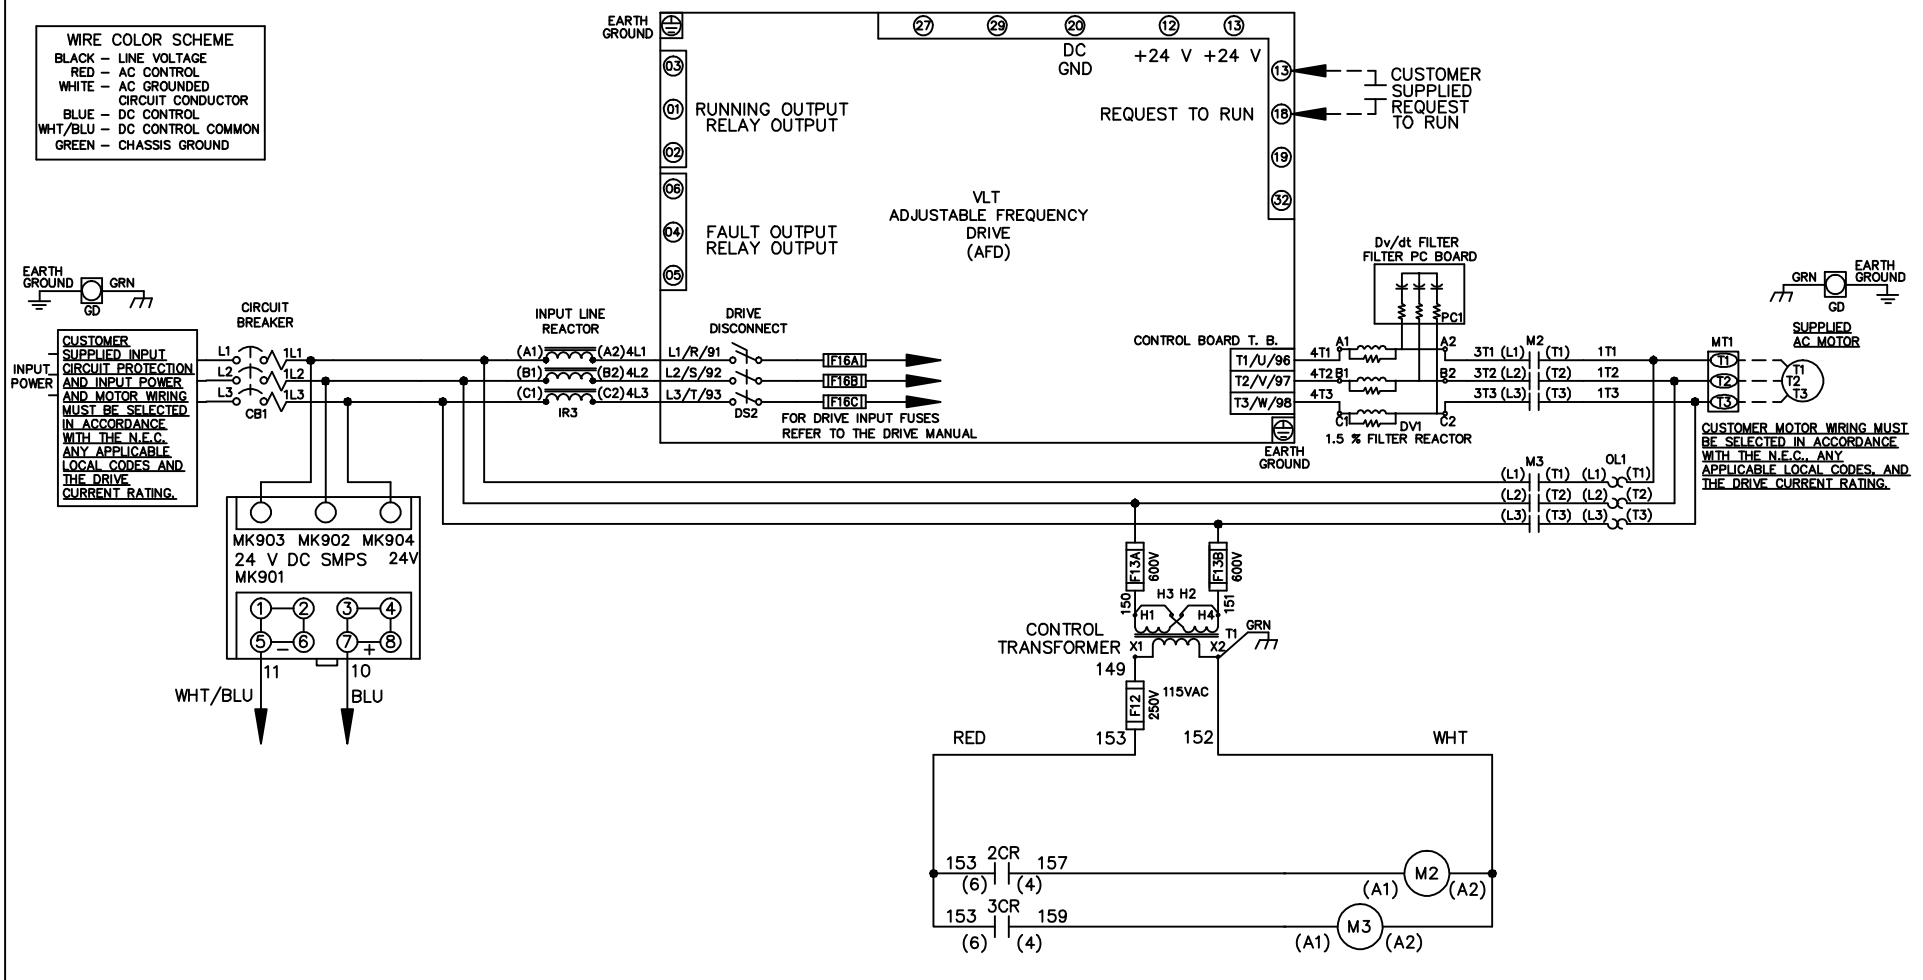 WIRE COLOR SCHEME
BLACK – LINE VOLTAGE
RED – AC CONTROL
WHITE – AC GROUNDED
CIRCUIT CONDUCTOR
BLUE – DC CONTROL
WHT/BLU – DC CONTROL COMMON
GREEN – CHASSIS GROUND
EARTH
GROUND
27 29 20 12 13
DC
GND
+24 V +24 V
03
01
02
RUNNING OUTPUT
RELAY OUTPUT
06
04
05
FAULT OUTPUT
RELAY OUTPUT
VLT
ADJUSTABLE FREQUENCY
DRIVE
(AFD)
REQUEST TO RUN
13
18
19
32
CUSTOMER
SUPPLIED
REQUEST
TO RUN
EARTH
GROUND
GRN
GD
INPUT
POWER
CUSTOMER
SUPPLIED INPUT
CIRCUIT PROTECTION
AND INPUT POWER
AND MOTOR WIRING
MUST BE SELECTED
IN ACCORDANCE
WITH THE N.E.C.
ANY APPLICABLE
LOCAL CODES AND
THE DRIVE
CURRENT RATING.
CIRCUIT
BREAKER
L1 1L1
L2 1L2
L3 1L3
CB1
INPUT LINE
REACTOR
(A1) (A2) 4L1
(B1) (B2) 4L2
(C1) (C2) 4L3
IR3
DRIVE
DISCONNECT
L1/R/91
L2/S/92
L3/T/93
DS2
F16A
F16B
F16C
FOR DRIVE INPUT FUSES
REFER TO THE DRIVE MANUAL
CONTROL BOARD T. B.
T1/U/96
T2/V/97
T3/W/98
EARTH
GROUND
Dv/dt FILTER
FILTER PC BOARD
PC1
4T1 A1 A2
4T2 B1 B2
4T3 C1 C2
DV1
1.5 % FILTER REACTOR
M2
3T1 (L1) (T1) 1T1
3T2 (L2) (T2) 1T2
3T3 (L3) (T3) 1T3
MT1
T1
T2
T3
GRN
GD
EARTH
GROUND
SUPPLIED
AC MOTOR
T1
T2
T3
CUSTOMER MOTOR WIRING MUST
BE SELECTED IN ACCORDANCE
WITH THE N.E.C., ANY
APPLICABLE LOCAL CODES, AND
THE DRIVE CURRENT RATING.
M3 OL1
(L1) (T1) (L1) (T1)
(L2) (T2) (L2) (T2)
(L3) (T3) (L3) (T3)
MK903 MK902 MK904
24 V DC SMPS 24V
MK901
1 2 3 4
5 – 6 7 + 8
11 10
WHT/BLU BLU
F13A 600V F13B 600V
150 151
H3 H2
H1 H4
CONTROL
TRANSFORMER
X1 X2
T1
GRN
149
F12 250V
115VAC
RED 153 152 WHT
153 2CR 157
(6) (4)
M2
(A1) (A2)
153 3CR 159
(6) (4)
M3
(A1) (A2)